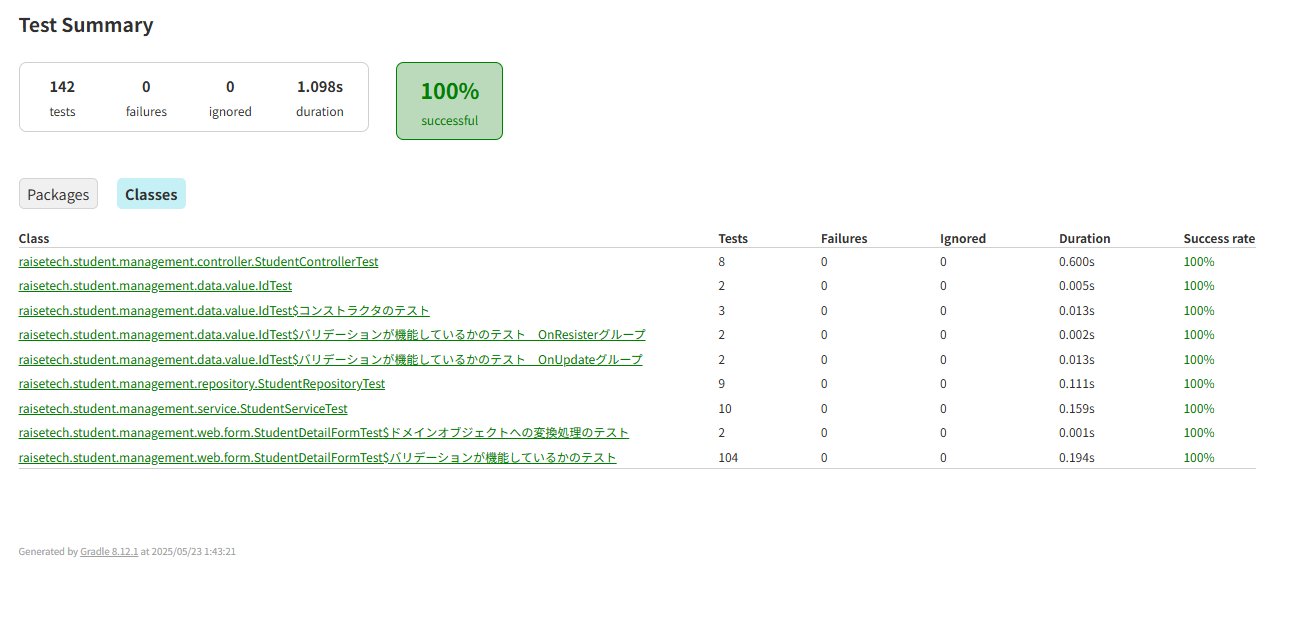 Test Summary
142 0 0 1.098s
tests failures ignored duration
100%
successful
Packages Classes
Class Tests Failures Ignored Duration Success rate
raisetech.student.management.controller.StudentControllerTest 8 0 0 0.600s 100%
raisetech.student.management.data.value.IdTest 2 0 0 0.005s 100%
raisetech.student.management.data.value.IdTest$コンストラクタのテスト 3 0 0 0.013s 100%
raisetech.student.management.data.value.IdTest$バリデーションが機能しているかのテスト　OnResisterグループ 2 0 0 0.002s 100%
raisetech.student.management.data.value.IdTest$バリデーションが機能しているかのテスト　OnUpdateグループ 2 0 0 0.013s 100%
raisetech.student.management.repository.StudentRepositoryTest 9 0 0 0.111s 100%
raisetech.student.management.service.StudentServiceTest 10 0 0 0.159s 100%
raisetech.student.management.web.form.StudentDetailFormTest$ドメインオブジェクトへの変換処理のテスト 2 0 0 0.001s 100%
raisetech.student.management.web.form.StudentDetailFormTest$バリデーションが機能しているかのテスト 104 0 0 0.194s 100%
Generated by Gradle 8.12.1 at 2025/05/23 1:43:21